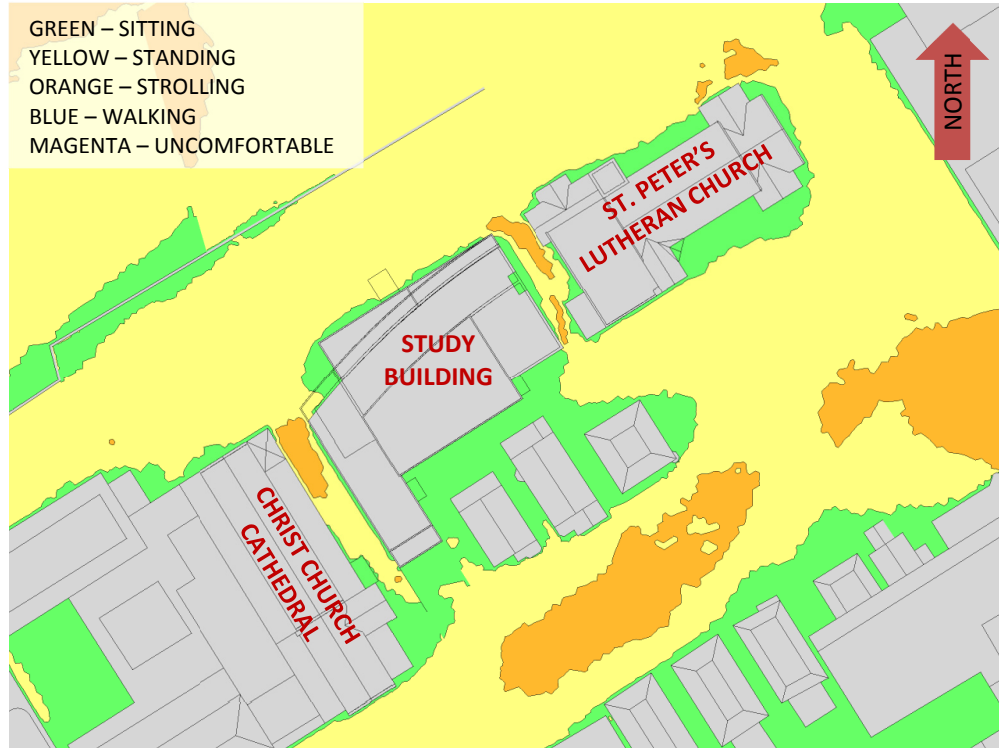 GREEN – SITTING
YELLOW – STANDING
ORANGE – STROLLING
BLUE – WALKING
MAGENTA – UNCOMFORTABLE
NORTH
ST. PETER'S
LUTHERAN CHURCH
STUDY
BUILDING
CHRIST CHURCH
CATHEDRAL